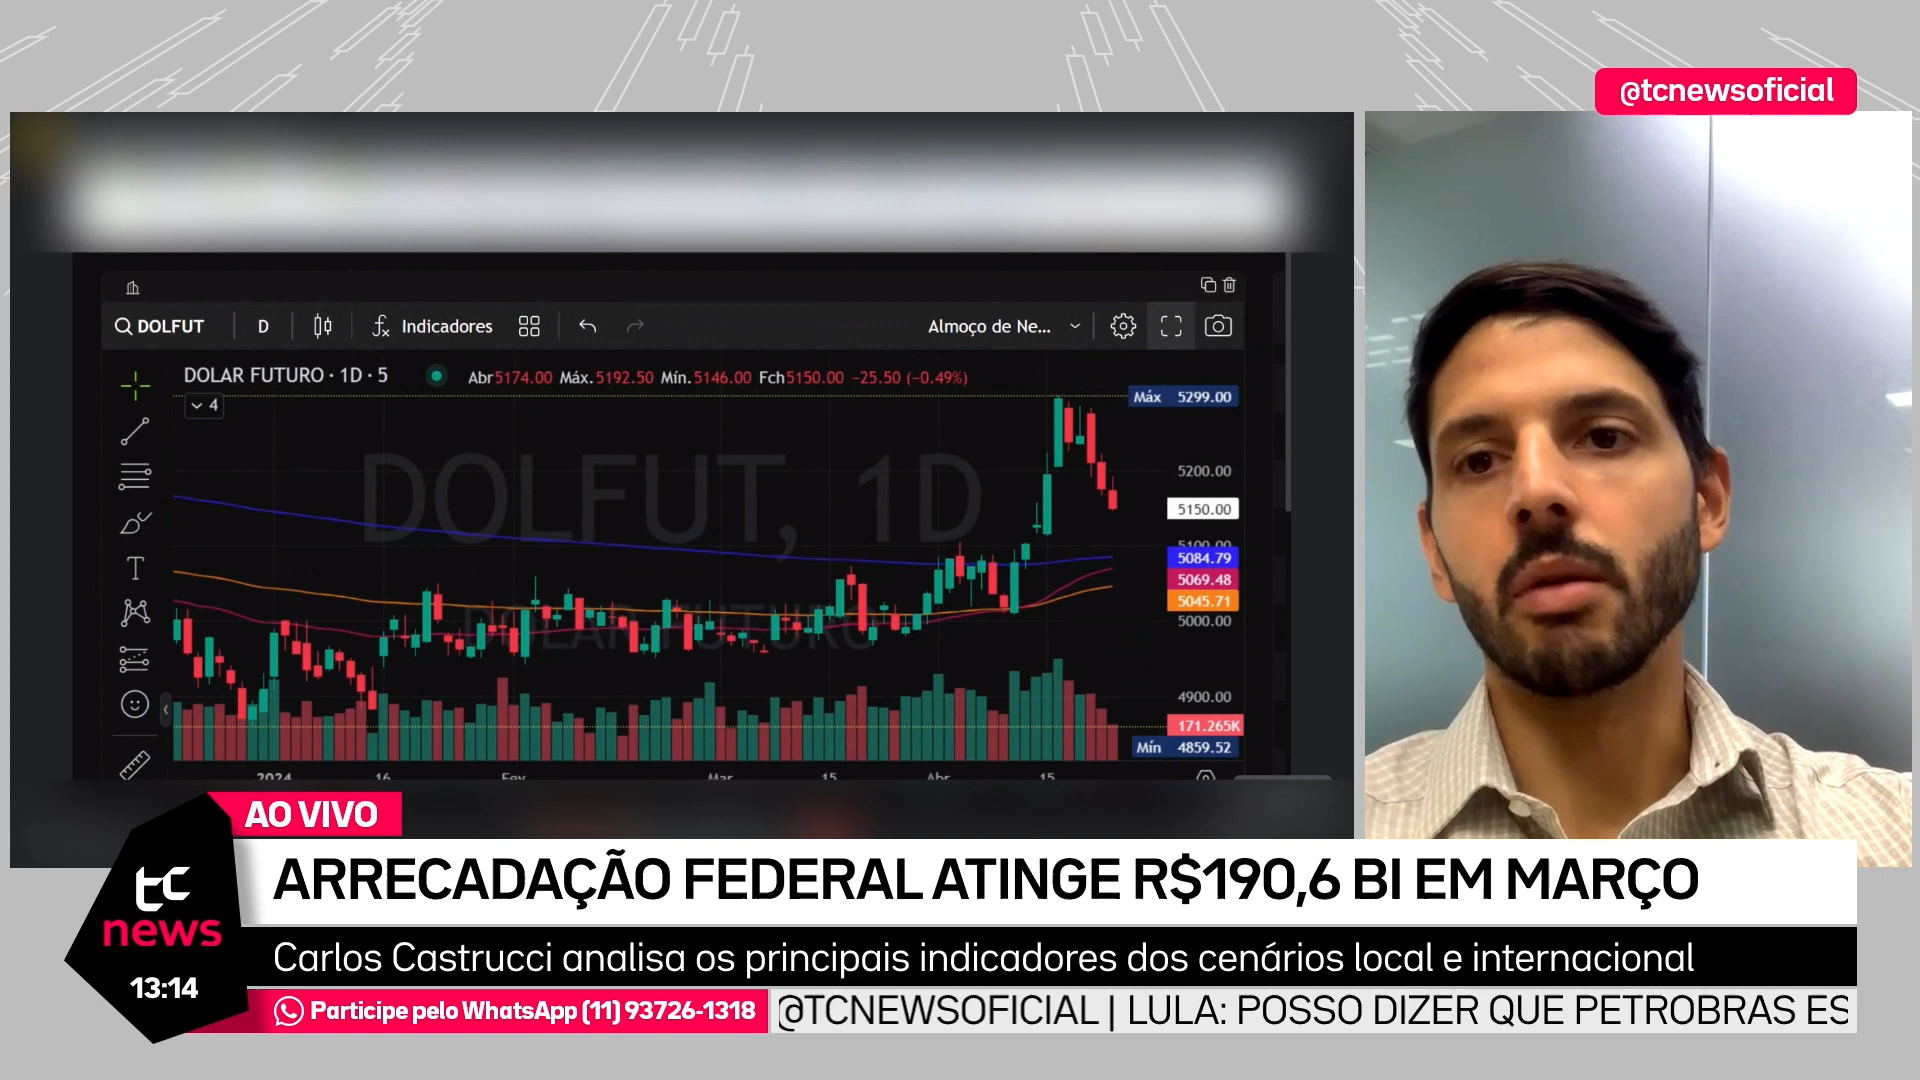 @tcnewsoficial
DOLFUT D Indicadores Almoço de Ne...
DOLAR FUTURO · 1D · 5 Abr5174.00 Máx.5192.50 Mín.5146.00 Fch5150.00 −25.50 (−0.49%)
4
Máx 5299.00
DOLFUT, 1D
DOLAR FUTURO
5200.00
5150.00
5100.00
5084.79
5069.48
5045.71
5000.00
4900.00
171.265K
Mín 4859.52
2024 16 Fev Mar 15 Abr 15
AO VIVO
ARRECADAÇÃO FEDERAL ATINGE R$190,6 BI EM MARÇO
Carlos Castrucci analisa os principais indicadores dos cenários local e internacional
tc
news
13:14
Participe pelo WhatsApp (11) 93726-1318
@TCNEWSOFICIAL | LULA: POSSO DIZER QUE PETROBRAS ES